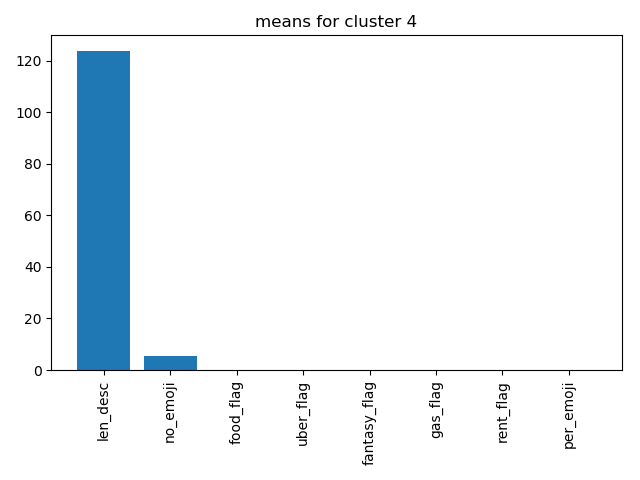 means for cluster 4
120
100
80
60
40
20
0
len_desc
no_emoji
food_flag
uber_flag
fantasy_flag
gas_flag
rent_flag
per_emoji